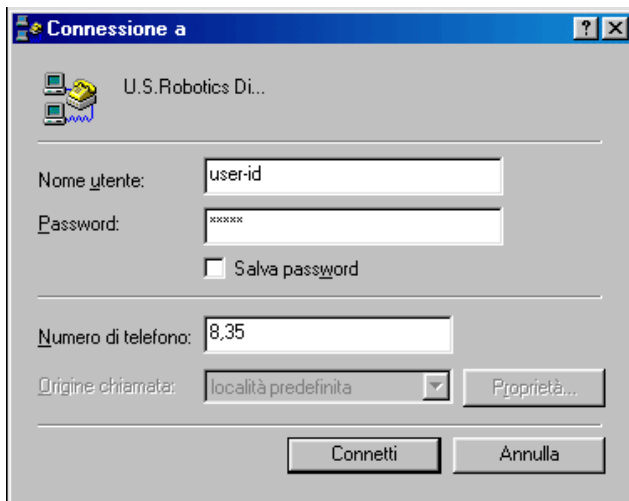 Connessione a
U.S.Robotics Di...
Nome utente: user-id
Password: *****
Salva password
Numero di telefono: 8,35
Origine chiamata: località predefinita Proprietà...
Connetti Annulla